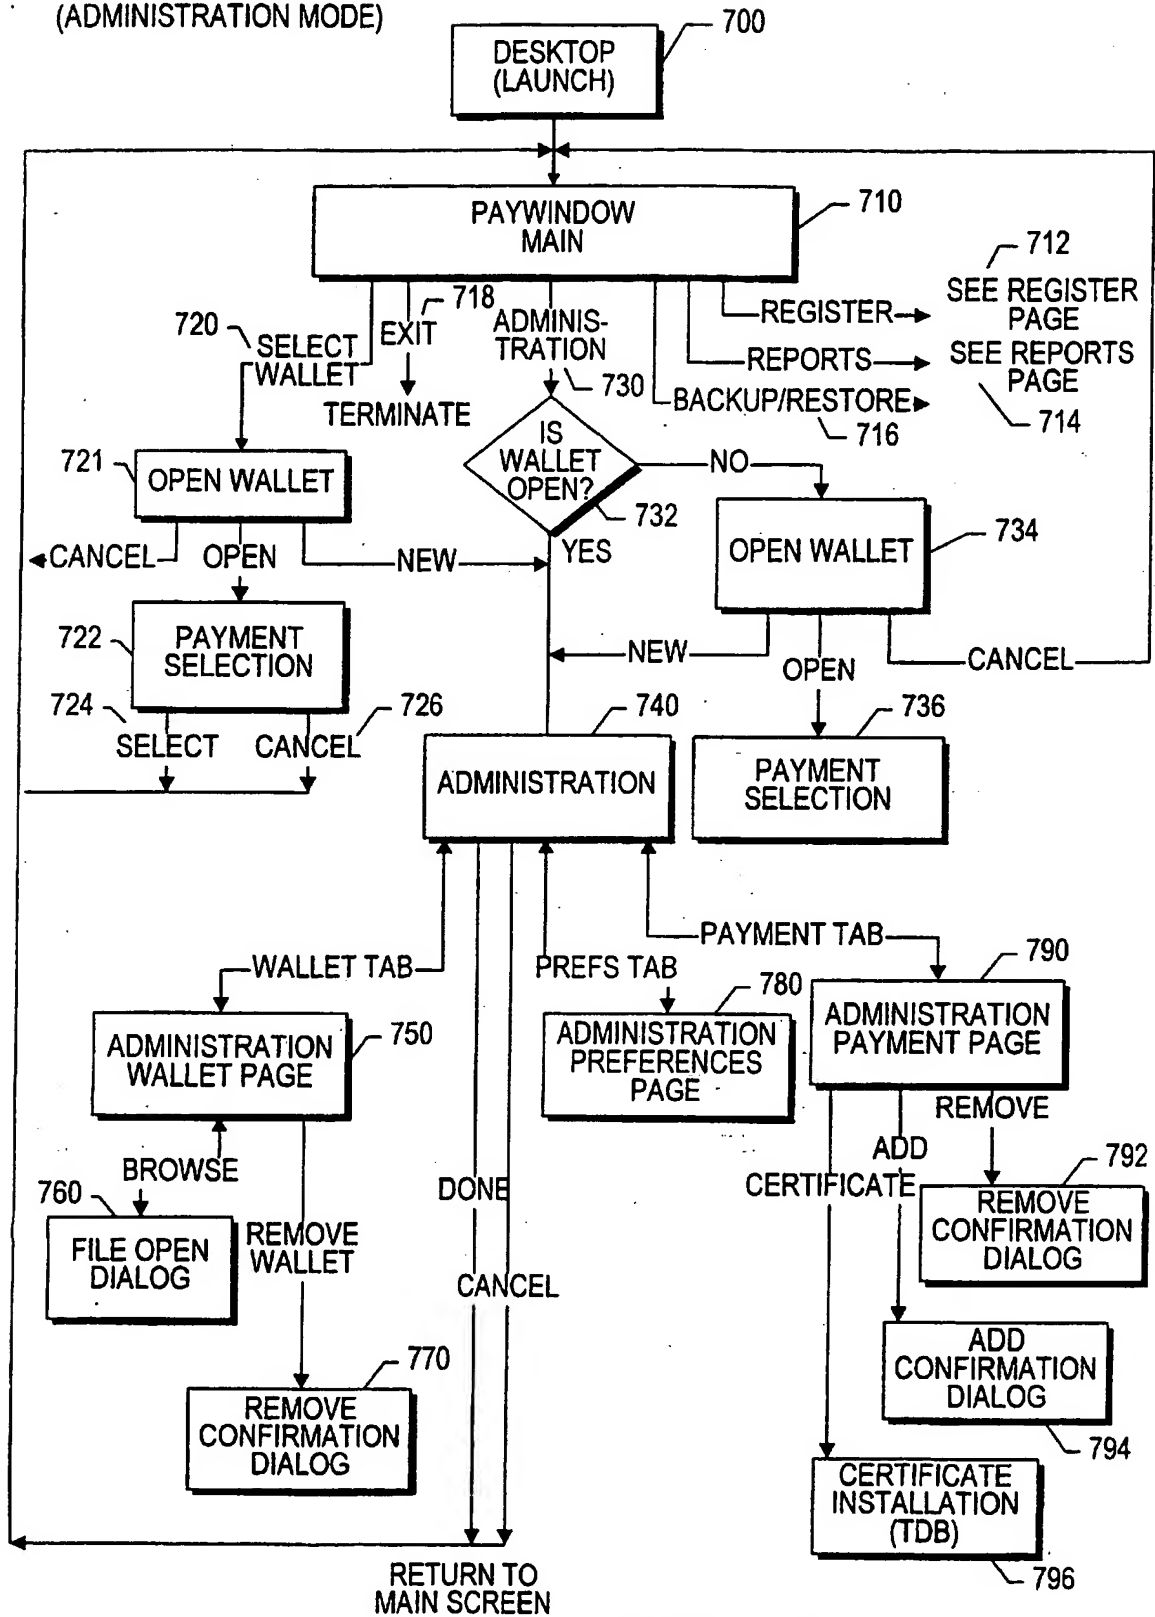 (ADMINISTRATION MODE)
700
DESKTOP
(LAUNCH)
PAYWINDOW
MAIN
710
712
SEE REGISTER
PAGE
REGISTER
REPORTS
SEE REPORTS
PAGE
714
BACKUP/RESTORE
716
718
EXIT
TERMINATE
720
SELECT
WALLET
ADMINIS-
TRATION
730
IS
WALLET
OPEN?
732
NO
YES
721
OPEN WALLET
CANCEL
OPEN
NEW
734
OPEN WALLET
NEW
OPEN
CANCEL
722
PAYMENT
SELECTION
724
SELECT
CANCEL
726
740
ADMINISTRATION
736
PAYMENT
SELECTION
WALLET TAB
PREFS TAB
PAYMENT TAB
750
ADMINISTRATION
WALLET PAGE
780
ADMINISTRATION
PREFERENCES
PAGE
790
ADMINISTRATION
PAYMENT PAGE
BROWSE
760
FILE OPEN
DIALOG
REMOVE
WALLET
770
REMOVE
CONFIRMATION
DIALOG
DONE
CANCEL
RETURN TO
MAIN SCREEN
REMOVE
ADD
CERTIFICATE
792
REMOVE
CONFIRMATION
DIALOG
ADD
CONFIRMATION
DIALOG
794
CERTIFICATE
INSTALLATION
(TDB)
796